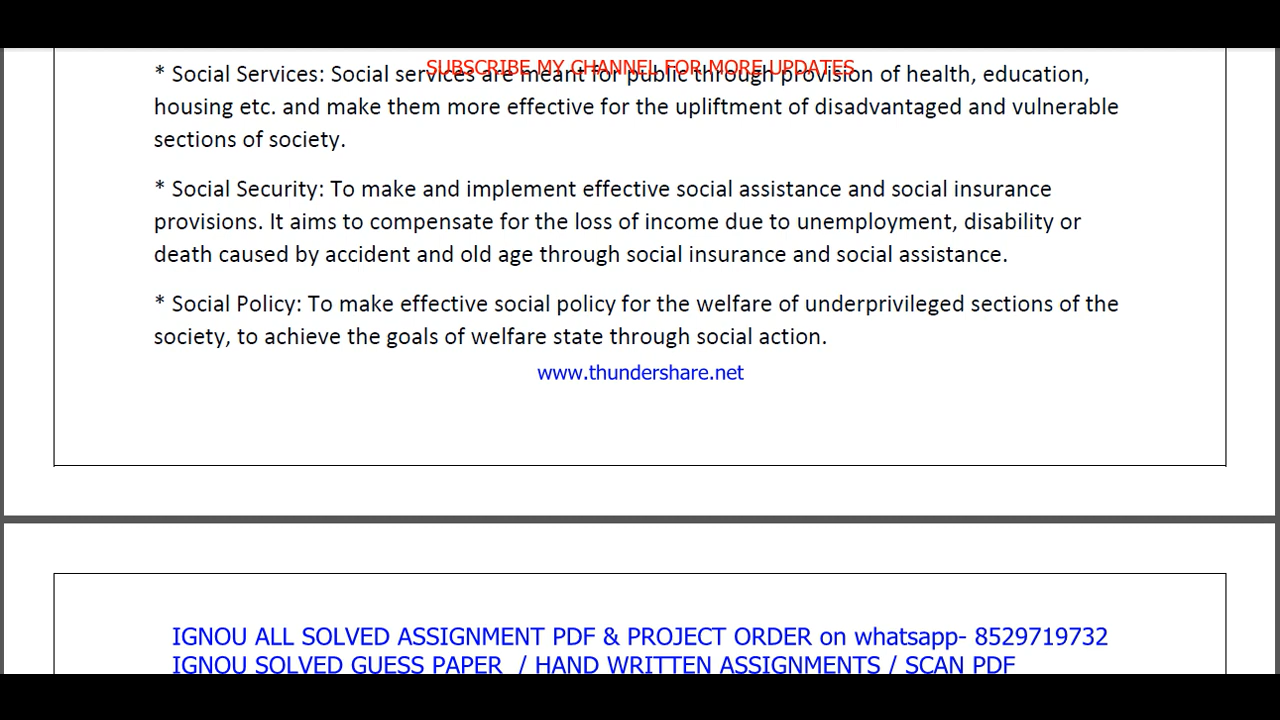 SUBSCRIBE MY CHANNEL FOR MORE UPDATES
* Social Services: Social services are meant for public through provision of health, education,
housing etc. and make them more effective for the upliftment of disadvantaged and vulnerable
sections of society.
* Social Security: To make and implement effective social assistance and social insurance
provisions. It aims to compensate for the loss of income due to unemployment, disability or
death caused by accident and old age through social insurance and social assistance.
* Social Policy: To make effective social policy for the welfare of underprivileged sections of the
society, to achieve the goals of welfare state through social action.
www.thundershare.net
IGNOU ALL SOLVED ASSIGNMENT PDF & PROJECT ORDER on whatsapp- 8529719732
IGNOU SOLVED GUESS PAPER / HAND WRITTEN ASSIGNMENTS / SCAN PDF